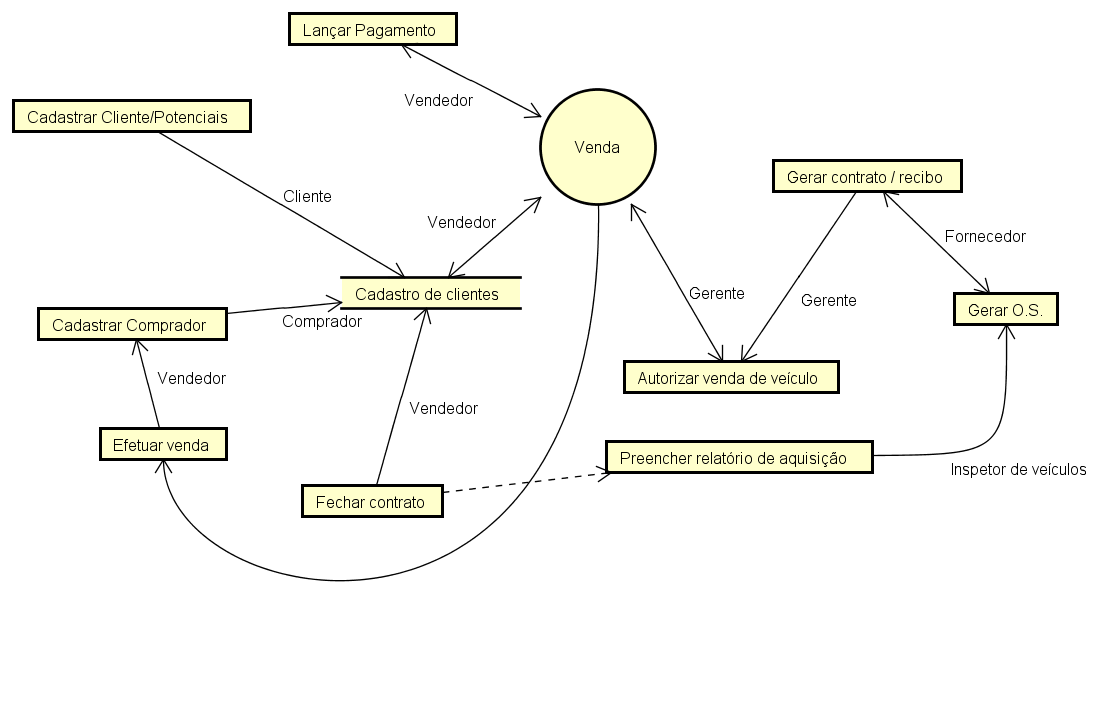 Lançar Pagamento
Vendedor
Cadastrar Cliente/Potenciais
Venda
Gerar contrato / recibo
Cliente
Vendedor
Fornecedor
Cadastro de clientes
Gerente
Gerente
Gerar O.S.
Cadastrar Comprador
Comprador
Vendedor
Autorizar venda de veículo
Vendedor
Efetuar venda
Preencher relatório de aquisição
Inspetor de veículos
Fechar contrato